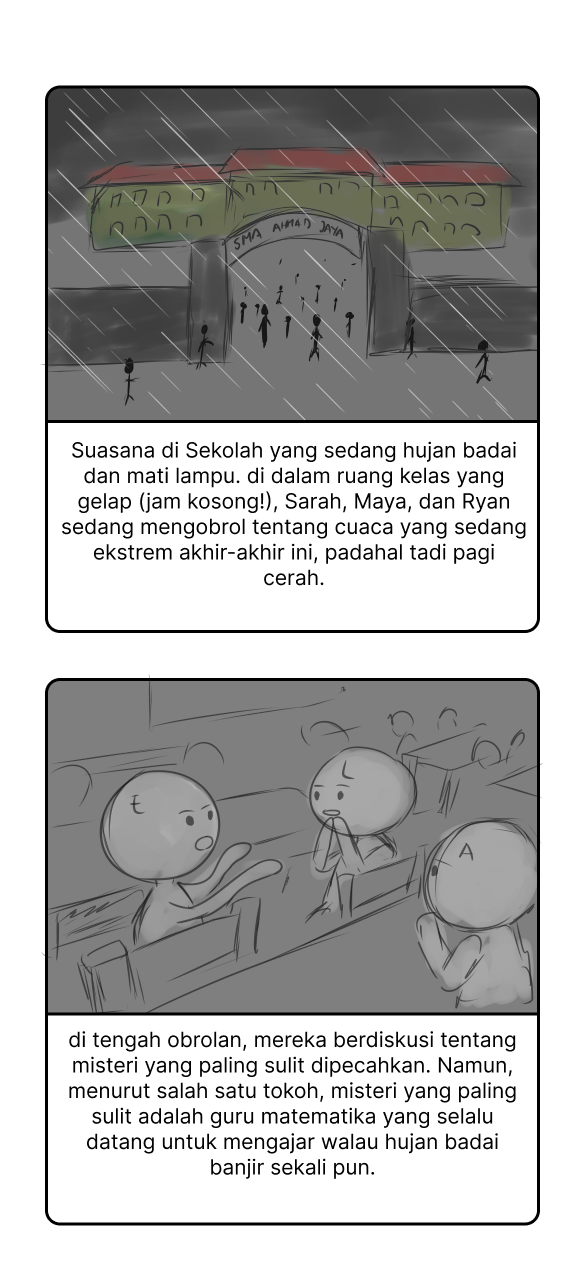 SMA AHMAD JAYA
Suasana di Sekolah yang sedang hujan badai
dan mati lampu. di dalam ruang kelas yang
gelap (jam kosong!), Sarah, Maya, dan Ryan
sedang mengobrol tentang cuaca yang sedang
ekstrem akhir-akhir ini, padahal tadi pagi
cerah.
t
L
A
di tengah obrolan, mereka berdiskusi tentang
misteri yang paling sulit dipecahkan. Namun,
menurut salah satu tokoh, misteri yang paling
sulit adalah guru matematika yang selalu
datang untuk mengajar walau hujan badai
banjir sekali pun.